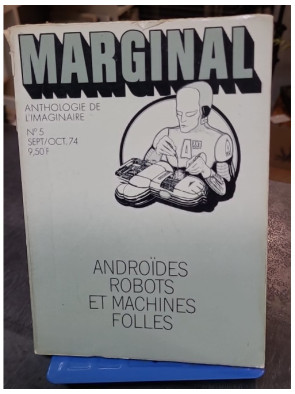 MARGINAL
ANTHOLOGIE DE
L'IMAGINAIRE
N° 5
SEPT/OCT. 74
9,50 F
ANDROÏDES
ROBOTS
ET MACHINES
FOLLES